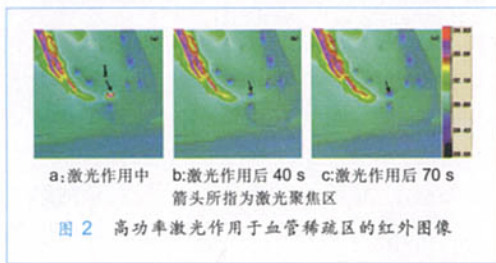 a:激光作用中 b:激光作用后 40 s c:激光作用后 70 s
箭头所指为激光聚焦区
图 2 高功率激光作用于血管稀疏区的红外图像